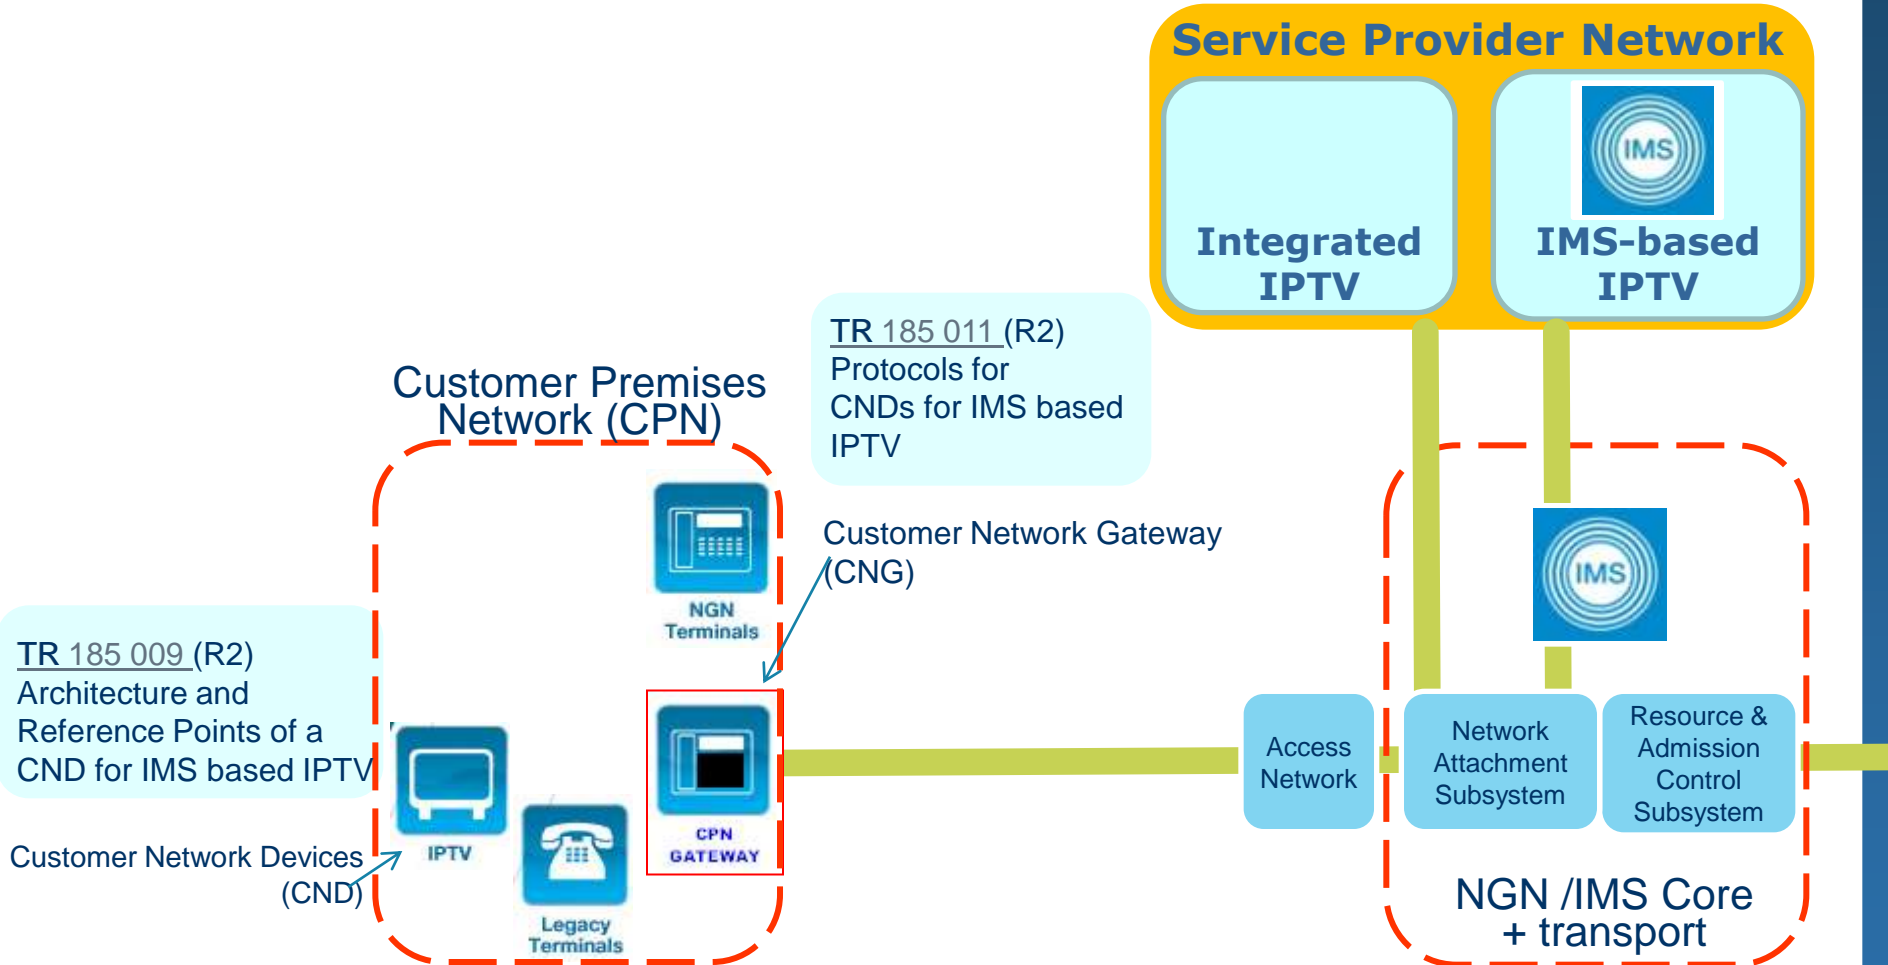 Service Provider Network
IMS
Integrated
IPTV
IMS-based
IPTV
TR 185 011 (R2)
Protocols for
CNDs for IMS based
IPTV
Customer Premises
Network (CPN)
Customer Network Gateway
(CNG)
NGN
Terminals
IMS
TR 185 009 (R2)
Architecture and
Reference Points of a
CND for IMS based IPTV
IPTV
CPN
GATEWAY
Legacy
Terminals
Customer Network Devices
(CND)
Access
Network
Network
Attachment
Subsystem
Resource &
Admission
Control
Subsystem
NGN /IMS Core
+ transport